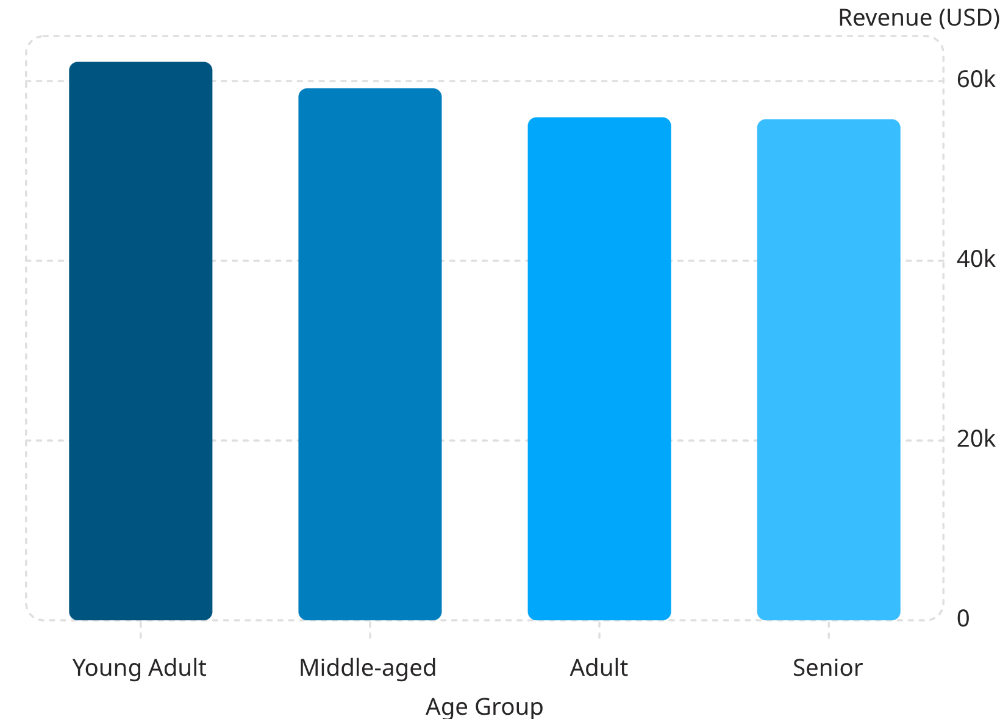 Revenue (USD)
60k
40k
20k
0
Young Adult Middle-aged Adult Senior
Age Group